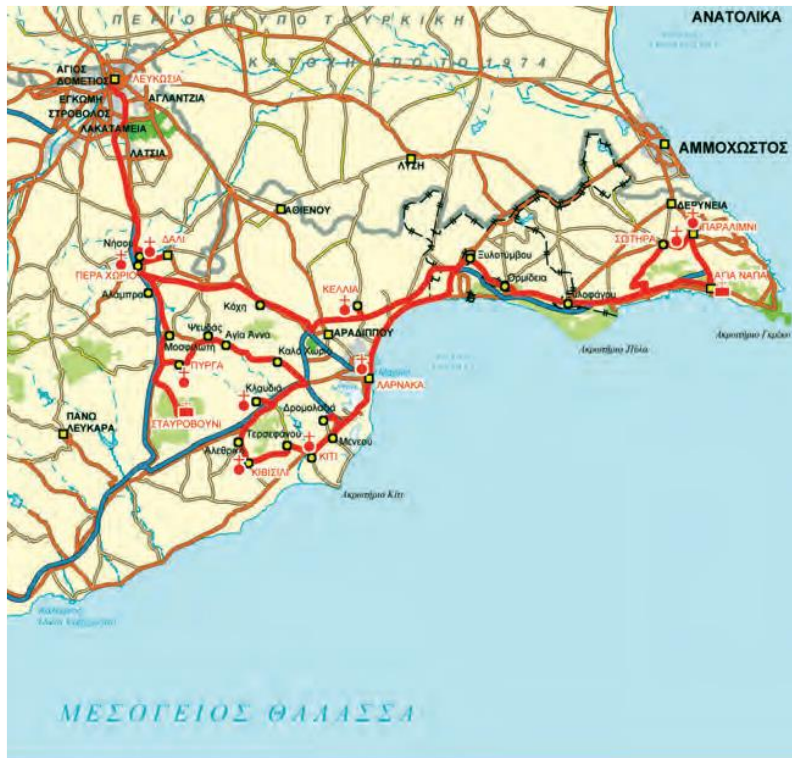 ΑΝΑΤΟΛΙΚΑ
ΠΕΡΙΟΧΗ ΥΠΟ ΤΟΥΡΚΙΚΗ
ΚΑΤΟΧΗ ΑΠΟ ΤΟ 1974
ΑΓΙΟΣ
ΔΟΜΕΤΙΟΣ
ΛΕΥΚΩΣΙΑ
ΕΓΚΩΜΗ
ΑΓΛΑΝΤΖΙΑ
ΣΤΡΟΒΟΛΟΣ
ΛΑΚΑΤΑΜΕΙΑ
ΛΑΤΣΙΑ
ΛΥΣΗ
ΑΜΜΟΧΩΣΤΟΣ
ΑΘΙΕΝΟΥ
ΔΕΡΥΝΕΙΑ
ΠΑΡΑΛΙΜΝΙ
ΣΩΤΗΡΑ
Νήσου
ΔΑΛΙ
ΠΕΡΑ ΧΩΡΙΟ
Ξυλοτύμβου
ΑΓΙΑ ΝΑΠΑ
Αλάμπρα
ΚΕΛΛΙΑ
Ορμίδεια
Κόχη
Ξυλοφάγου
Ψευδάς
ΑΡΑΔΙΠΠΟΥ
Ακρωτήριο Γκρέκο
Μοσφιλωτή
Αγία Άννα
Ακρωτήριο Πύλα
Καλό Χωριό
ΠΥΡΓΑ
ΛΑΡΝΑΚΑ
Κλαυδιά
ΣΤΑΥΡΟΒΟΥΝΙ
Δρομολαξιά
ΠΑΝΩ
ΛΕΥΚΑΡΑ
Τερσεφάνου
Μενεού
Αλεθρικό
ΚΙΤΙ
ΚΙΒΙΣΙΛΙ
Ακρωτήριο Κίτι
ΜΕΣΟΓΕΙΟΣ ΘΑΛΑΣΣΑ